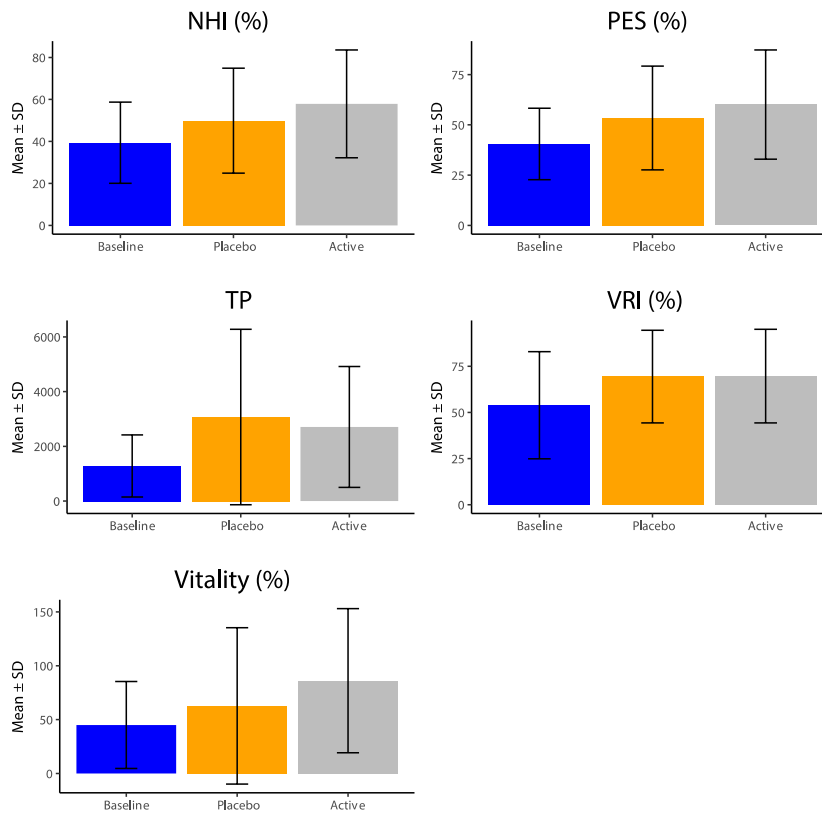 NHI (%)
Mean ± SD
80
60
40
20
0
Baseline Placebo Active
PES (%)
Mean ± SD
75
50
25
0
Baseline Placebo Active
TP
Mean ± SD
6000
4000
2000
0
Baseline Placebo Active
VRI (%)
Mean ± SD
75
50
25
0
Baseline Placebo Active
Vitality (%)
Mean ± SD
150
100
50
0
Baseline Placebo Active